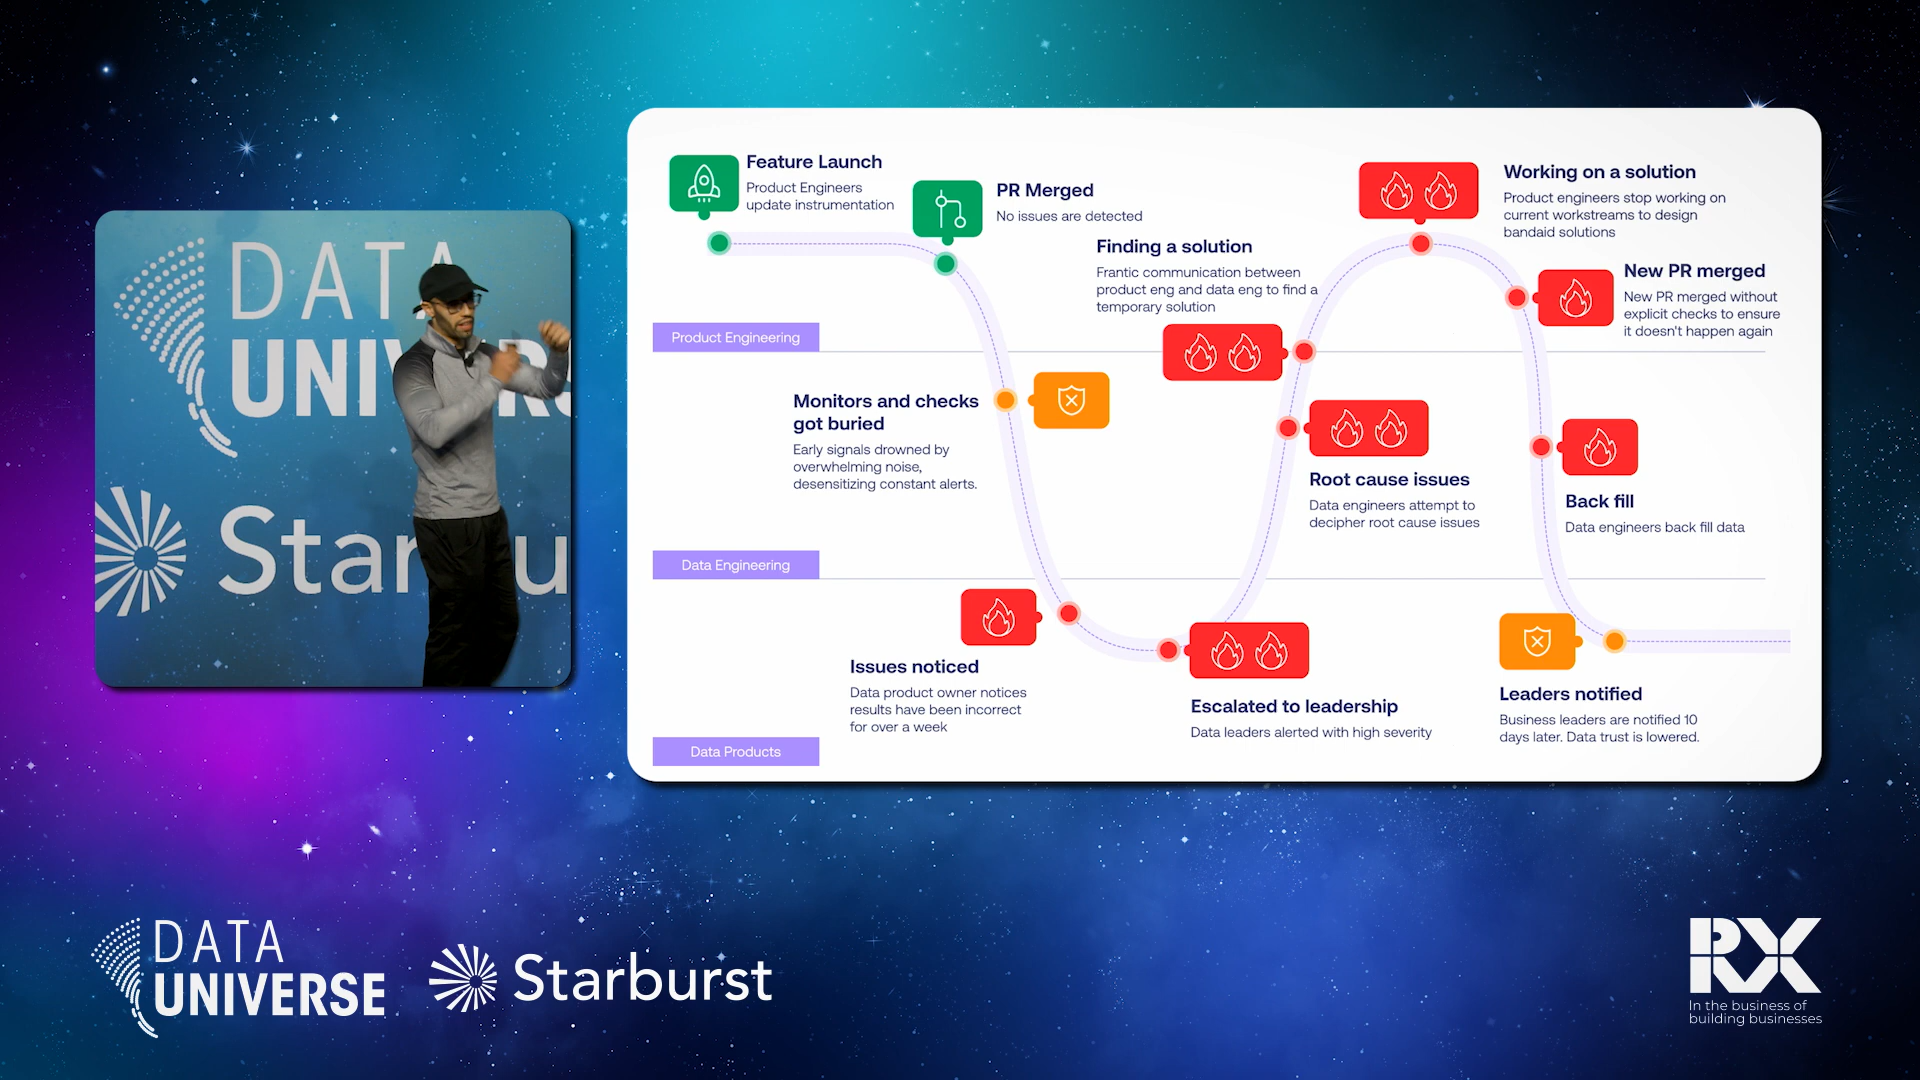 DATA
UNIVERS
Starbu
Feature Launch
Product Engineers
update instrumentation
PR Merged
No issues are detected
Finding a solution
Frantic communication between
product eng and data eng to find a
temporary solution
Working on a solution
Product engineers stop working on
current workstreams to design
bandaid solutions
New PR merged
New PR merged without
explicit checks to ensure
it doesn't happen again
Product Engineering
Monitors and checks
got buried
Early signals drowned by
overwhelming noise,
desensitizing constant alerts.
Root cause issues
Data engineers attempt to
decipher root cause issues
Back fill
Data engineers back fill data
Data Engineering
Issues noticed
Data product owner notices
results have been incorrect
for over a week
Escalated to leadership
Data leaders alerted with high severity
Leaders notified
Business leaders are notified 10
days later. Data trust is lowered.
Data Products
DATA
UNIVERSE
Starburst
RX
In the business of
building businesses